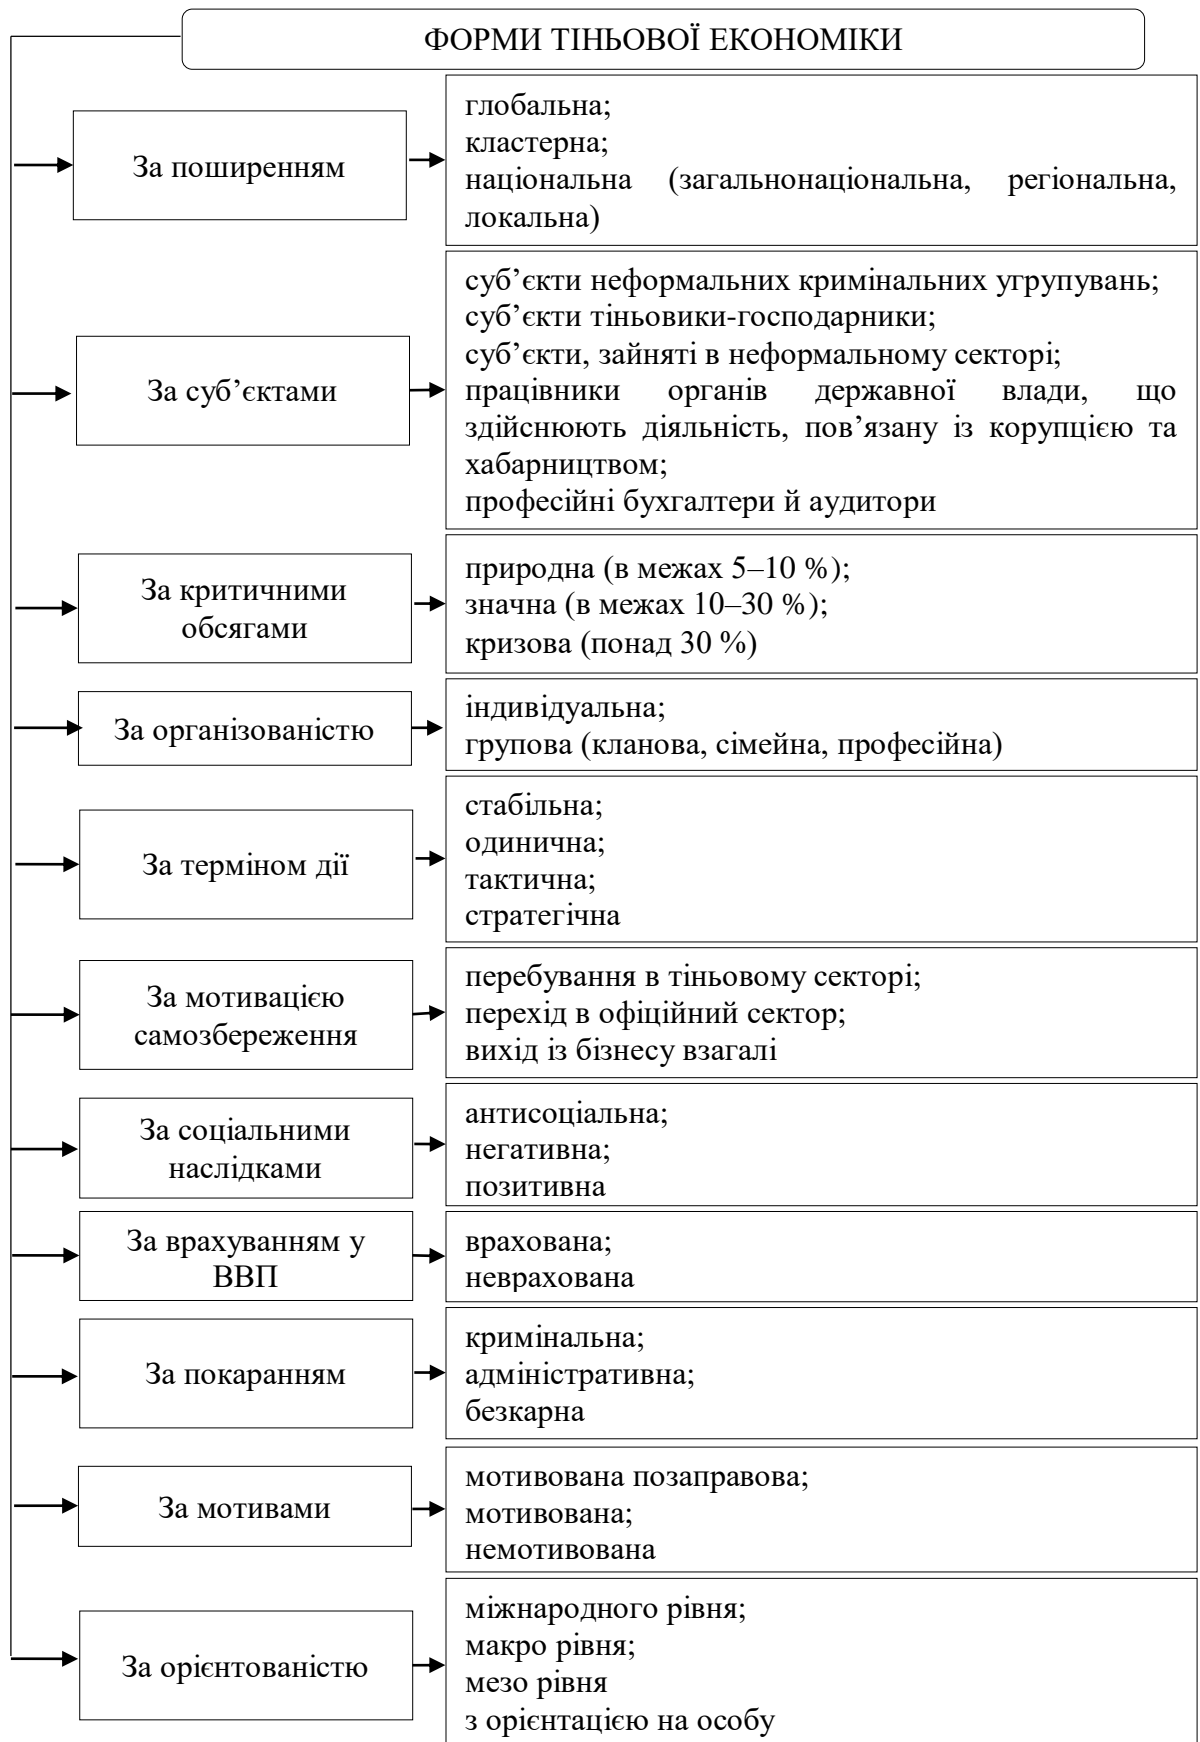 ФОРМИ ТІНЬОВОЇ ЕКОНОМІКИ
За поширенням
глобальна;
кластерна;
національна (загальнонаціональна, регіональна,
локальна)
За суб’єктами
суб’єкти неформальних кримінальних угрупувань;
суб’єкти тіньовики-господарники;
суб’єкти, зайняті в неформальному секторі;
працівники органів державної влади, що
здійснюють діяльність, пов’язану із корупцією та
хабарництвом;
професійні бухгалтери й аудитори
За критичними
обсягами
природна (в межах 5–10 %);
значна (в межах 10–30 %);
кризова (понад 30 %)
За організованістю
індивідуальна;
групова (кланова, сімейна, професійна)
За терміном дії
стабільна;
одинична;
тактична;
стратегічна
За мотивацією
самозбереження
перебування в тіньовому секторі;
перехід в офіційний сектор;
вихід із бізнесу взагалі
За соціальними
наслідками
антисоціальна;
негативна;
позитивна
За врахуванням у
ВВП
врахована;
неврахована
За покаранням
кримінальна;
адміністративна;
безкарна
За мотивами
мотивована позаправова;
мотивована;
немотивована
За орієнтованістю
міжнародного рівня;
макро рівня;
мезо рівня
з орієнтацією на особу